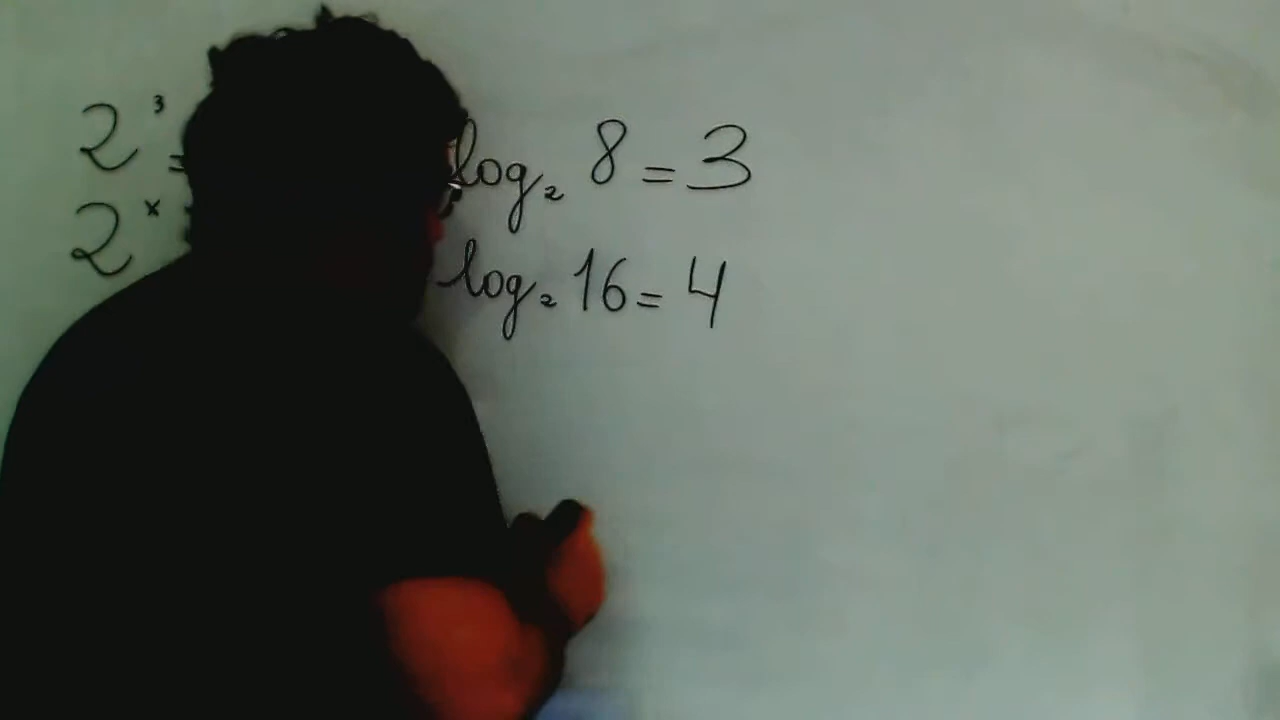 2³ = log₂ 8 = 3
2ˣ = log₂ 16 = 4